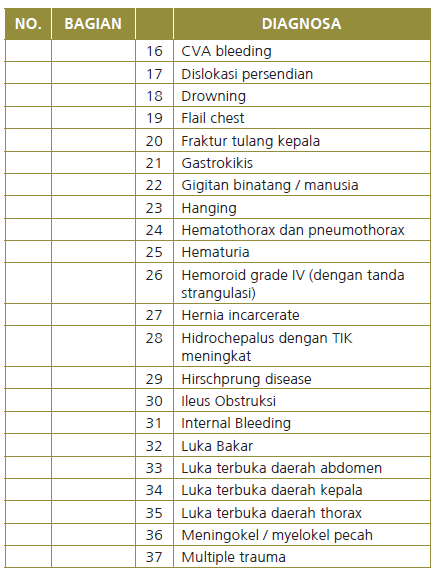 NO. BAGIAN DIAGNOSA
16 CVA bleeding
17 Dislokasi persendian
18 Drowning
19 Flail chest
20 Fraktur tulang kepala
21 Gastrokikis
22 Gigitan binatang / manusia
23 Hanging
24 Hematothorax dan pneumothorax
25 Hematuria
26 Hemoroid grade IV (dengan tanda
strangulasi)
27 Hernia incarcerate
28 Hidrochepalus dengan TIK
meningkat
29 Hirschprung disease
30 Ileus Obstruksi
31 Internal Bleeding
32 Luka Bakar
33 Luka terbuka daerah abdomen
34 Luka terbuka daerah kepala
35 Luka terbuka daerah thorax
36 Meningokel / myelokel pecah
37 Multiple trauma